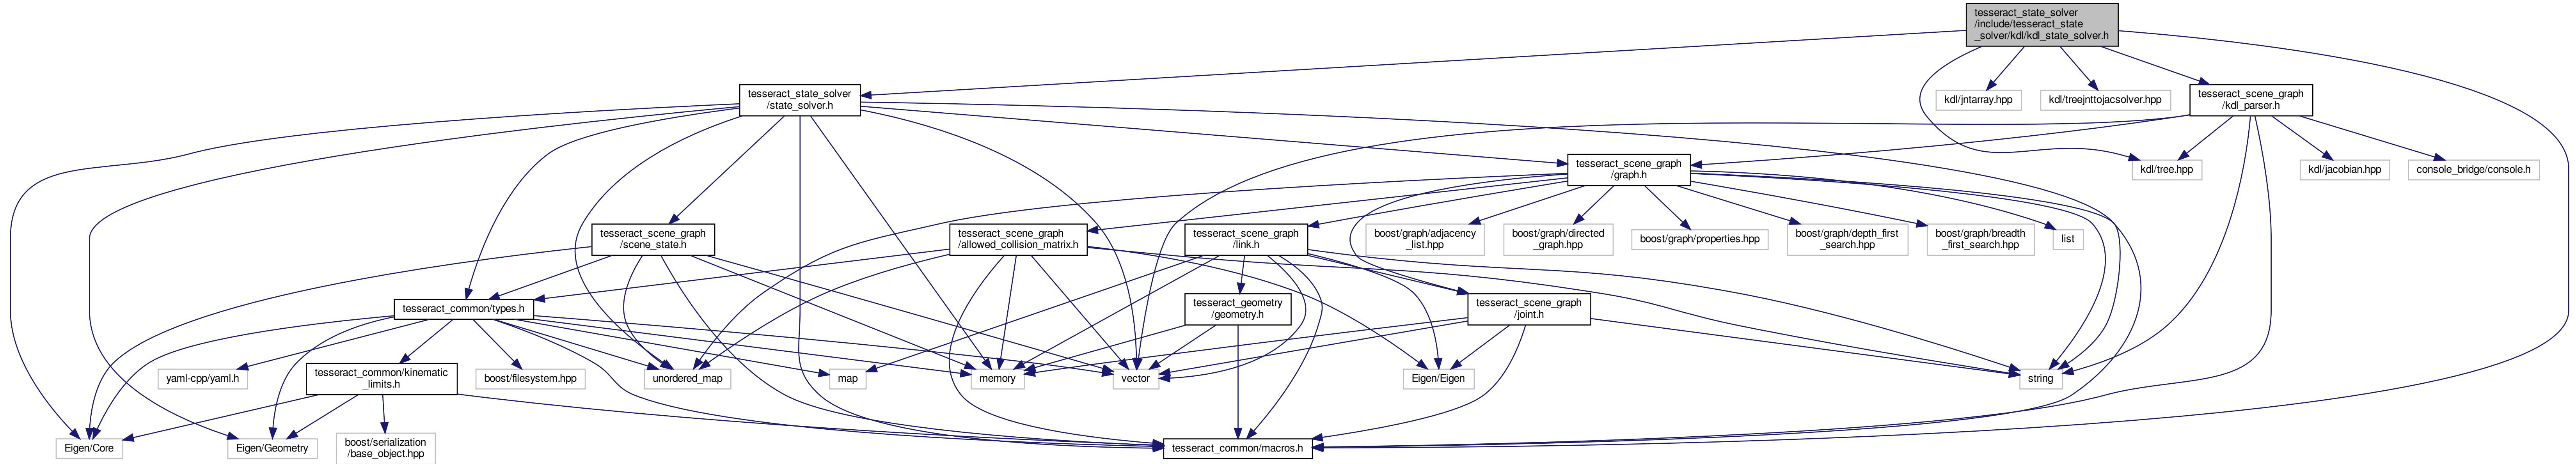 tesseract_state_solver
/include/tesseract_state
_solver/kdl/kdl_state_solver.h
tesseract_state_solver
/state_solver.h
kdl/jntarray.hpp
kdl/treejnttojacsolver.hpp
tesseract_scene_graph
/kdl_parser.h
tesseract_scene_graph
/graph.h
kdl/tree.hpp
kdl/jacobian.hpp
console_bridge/console.h
tesseract_scene_graph
/scene_state.h
tesseract_scene_graph
/allowed_collision_matrix.h
tesseract_scene_graph
/link.h
boost/graph/adjacency
_list.hpp
boost/graph/directed
_graph.hpp
boost/graph/properties.hpp
boost/graph/depth_first
_search.hpp
boost/graph/breadth
_first_search.hpp
list
tesseract_common/types.h
tesseract_geometry
/geometry.h
tesseract_scene_graph
/joint.h
yaml-cpp/yaml.h
tesseract_common/kinematic
_limits.h
boost/filesystem.hpp
unordered_map
map
memory
vector
Eigen/Eigen
string
Eigen/Core
Eigen/Geometry
boost/serialization
/base_object.hpp
tesseract_common/macros.h